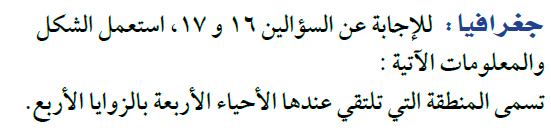 جغرافيا: للإجابة عن السؤالين ١٦ و ١٧، استعمل الشكل
والمعلومات الآتية :
تسمى المنطقة التي تلتقي عندها الأحياء الأربعة بالزوايا الأربع.